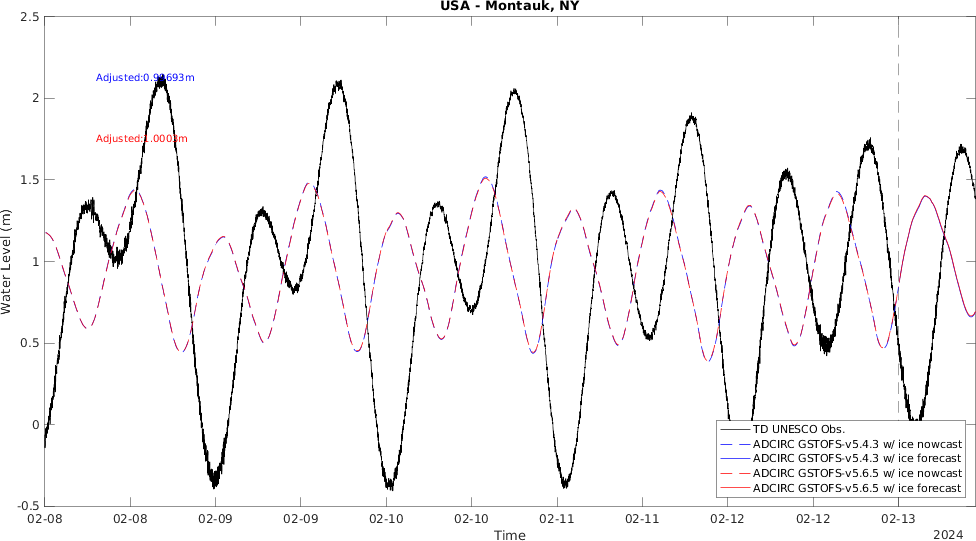 USA - Montauk, NY
2.5
2
1.5
1
0.5
0
-0.5
Water Level (m)
Adjusted:1.0003m
TD UNESCO Obs.
ADCIRC GSTOFS-v5.4.3 w/ ice nowcast
ADCIRC GSTOFS-v5.4.3 w/ ice forecast
ADCIRC GSTOFS-v5.6.5 w/ ice nowcast
ADCIRC GSTOFS-v5.6.5 w/ ice forecast
02-08 02-08 02-09 02-09 02-10 02-10 02-11 02-11 02-12 02-12 02-13
Time
2024